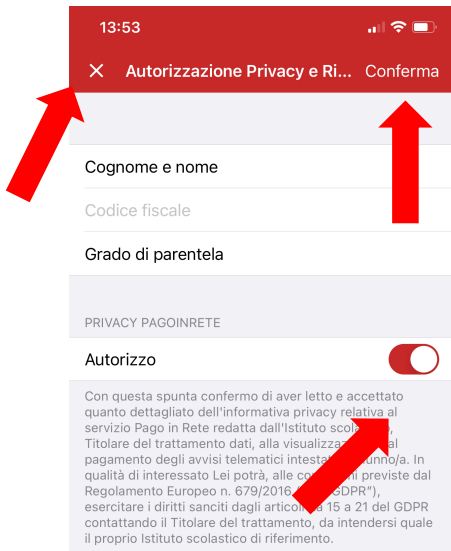 13:53
Autorizzazione Privacy e Ri... Conferma
Cognome e nome
Codice fiscale
Grado di parentela
PRIVACY PAGOINRETE
Autorizzo
Con questa spunta confermo di aver letto e accettato
quanto dettagliato dell'informativa privacy relativa al
servizio Pago in Rete redatta dall'Istituto
Titolare del trattamento dati, alla al
pagamento degli avvisi telematici
qualità di interessato Lei potrà, alle previste dal
Regolamento Europeo n. 679/2016 GDPR"),
esercitare i diritti sanciti dagli 15 a 21 del GDPR
contattando il Titolare del trattamento, da intendersi quale
il proprio Istituto scolastico di riferimento.